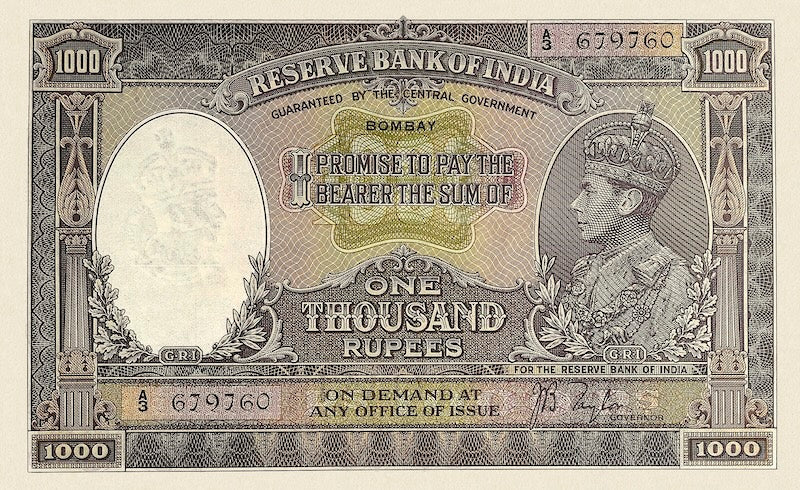 1000
A/3 679760
1000
RESERVE BANK OF INDIA
GUARANTEED BY THE CENTRAL GOVERNMENT
BOMBAY
I PROMISE TO PAY THE
BEARER THE SUM OF
ONE
THOUSAND
RUPEES
G·R·I
G·R·I
FOR THE RESERVE BANK OF INDIA
A/3 679760
ON DEMAND AT
ANY OFFICE OF ISSUE
JB Taylor
GOVERNOR
1000
1000